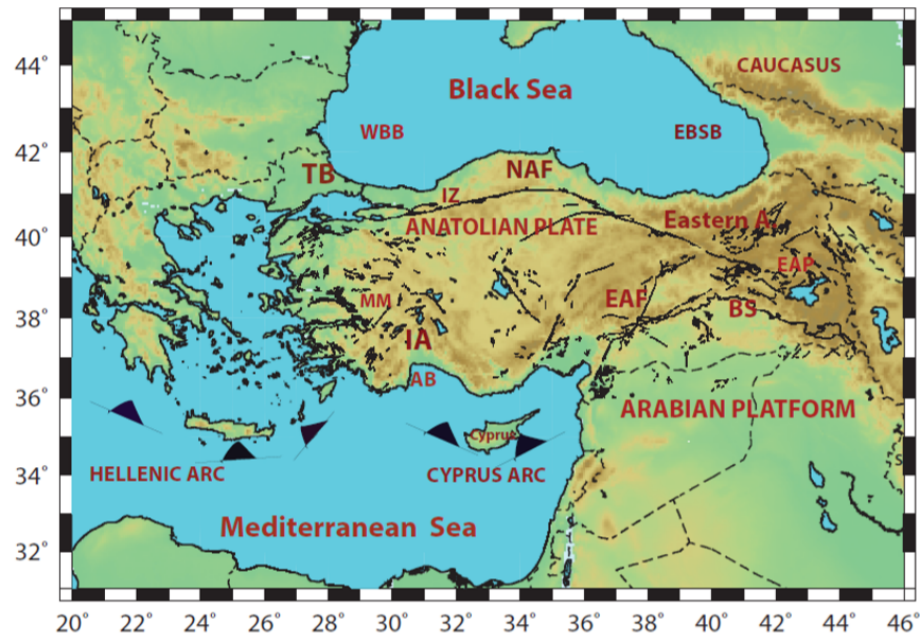 44°
CAUCASUS
Black Sea
WBB
EBSB
42°
TB
NAF
IZ
Eastern A.
40°
ANATOLIAN PLATE
EAP
MM
EAF
BS
38°
IA
AB
36°
ARABIAN PLATFORM
Cyprus
34°
HELLENIC ARC
CYPRUS ARC
S
Mediterranean Sea
32°
20° 22° 24° 26° 28° 30° 32° 34° 36° 38° 40° 42° 44° 46°